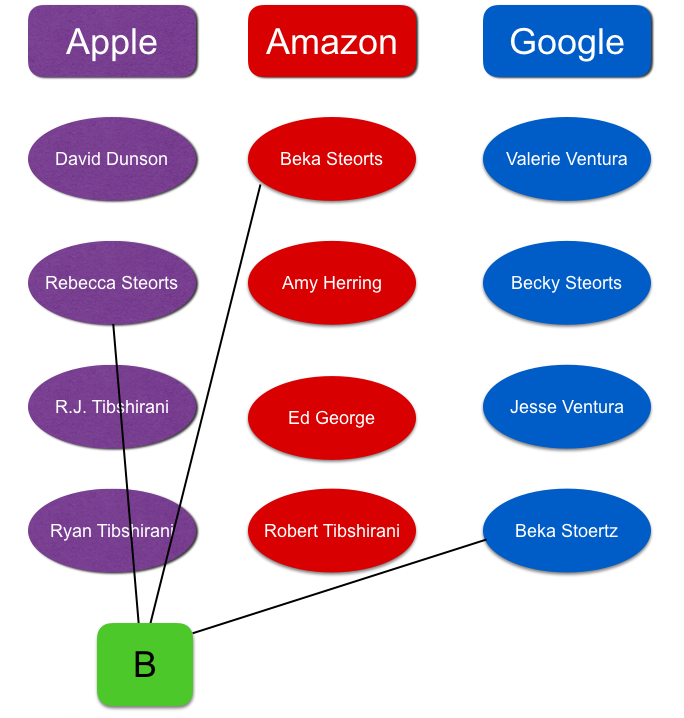 Apple
Amazon
Google
David Dunson
Beka Steorts
Valerie Ventura
Rebecca Steorts
Amy Herring
Becky Steorts
R.J. Tibshirani
Ed George
Jesse Ventura
Ryan Tibshirani
Robert Tibshirani
Beka Stoertz
B